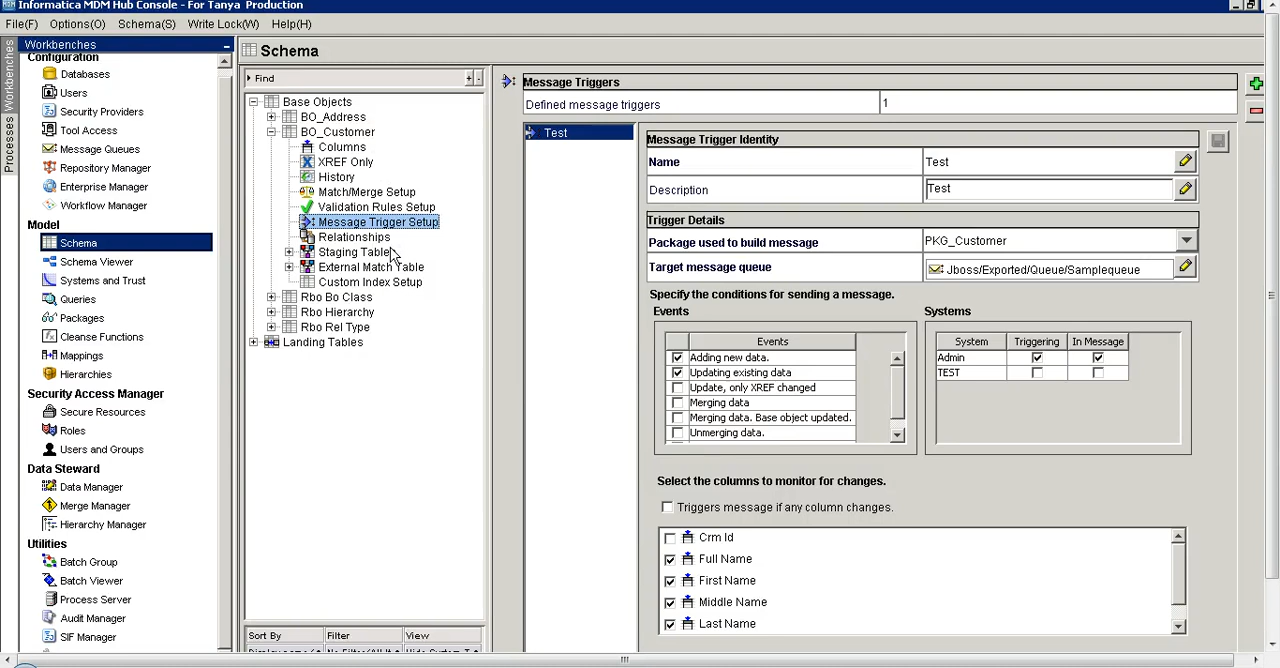 Informatica MDM Hub Console - For Tanya Production
File(F) Options(O) Schema(S) Write Lock(W) Help(H)
Workbenches
Processes
Workbenches
Configuration
Databases
Users
Security Providers
Tool Access
Message Queues
Repository Manager
Enterprise Manager
Workflow Manager
Model
Schema
Schema Viewer
Systems and Trust
Queries
Packages
Cleanse Functions
Mappings
Hierarchies
Security Access Manager
Secure Resources
Roles
Users and Groups
Data Steward
Data Manager
Merge Manager
Hierarchy Manager
Utilities
Batch Group
Batch Viewer
Process Server
Audit Manager
SIF Manager
Schema
Find
Base Objects
BO_Address
BO_Customer
Columns
XREF Only
History
Match/Merge Setup
Validation Rules Setup
Message Trigger Setup
Relationships
Staging Table
External Match Table
Custom Index Setup
Rbo Bo Class
Rbo Hierarchy
Rbo Rel Type
Landing Tables
Sort By Filter View
Message Triggers
Defined message triggers 1
Test
Message Trigger Identity
Name Test
Description Test
Trigger Details
Package used to build message PKG_Customer
Target message queue Jboss/Exported/Queue/Samplequeue
Specify the conditions for sending a message.
Events
Events
Adding new data.
Updating existing data
Update, only XREF changed
Merging data
Merging data. Base object updated.
Unmerging data.
Systems
System Triggering In Message
Admin
TEST
Select the columns to monitor for changes.
Triggers message if any column changes.
Crm Id
Full Name
First Name
Middle Name
Last Name